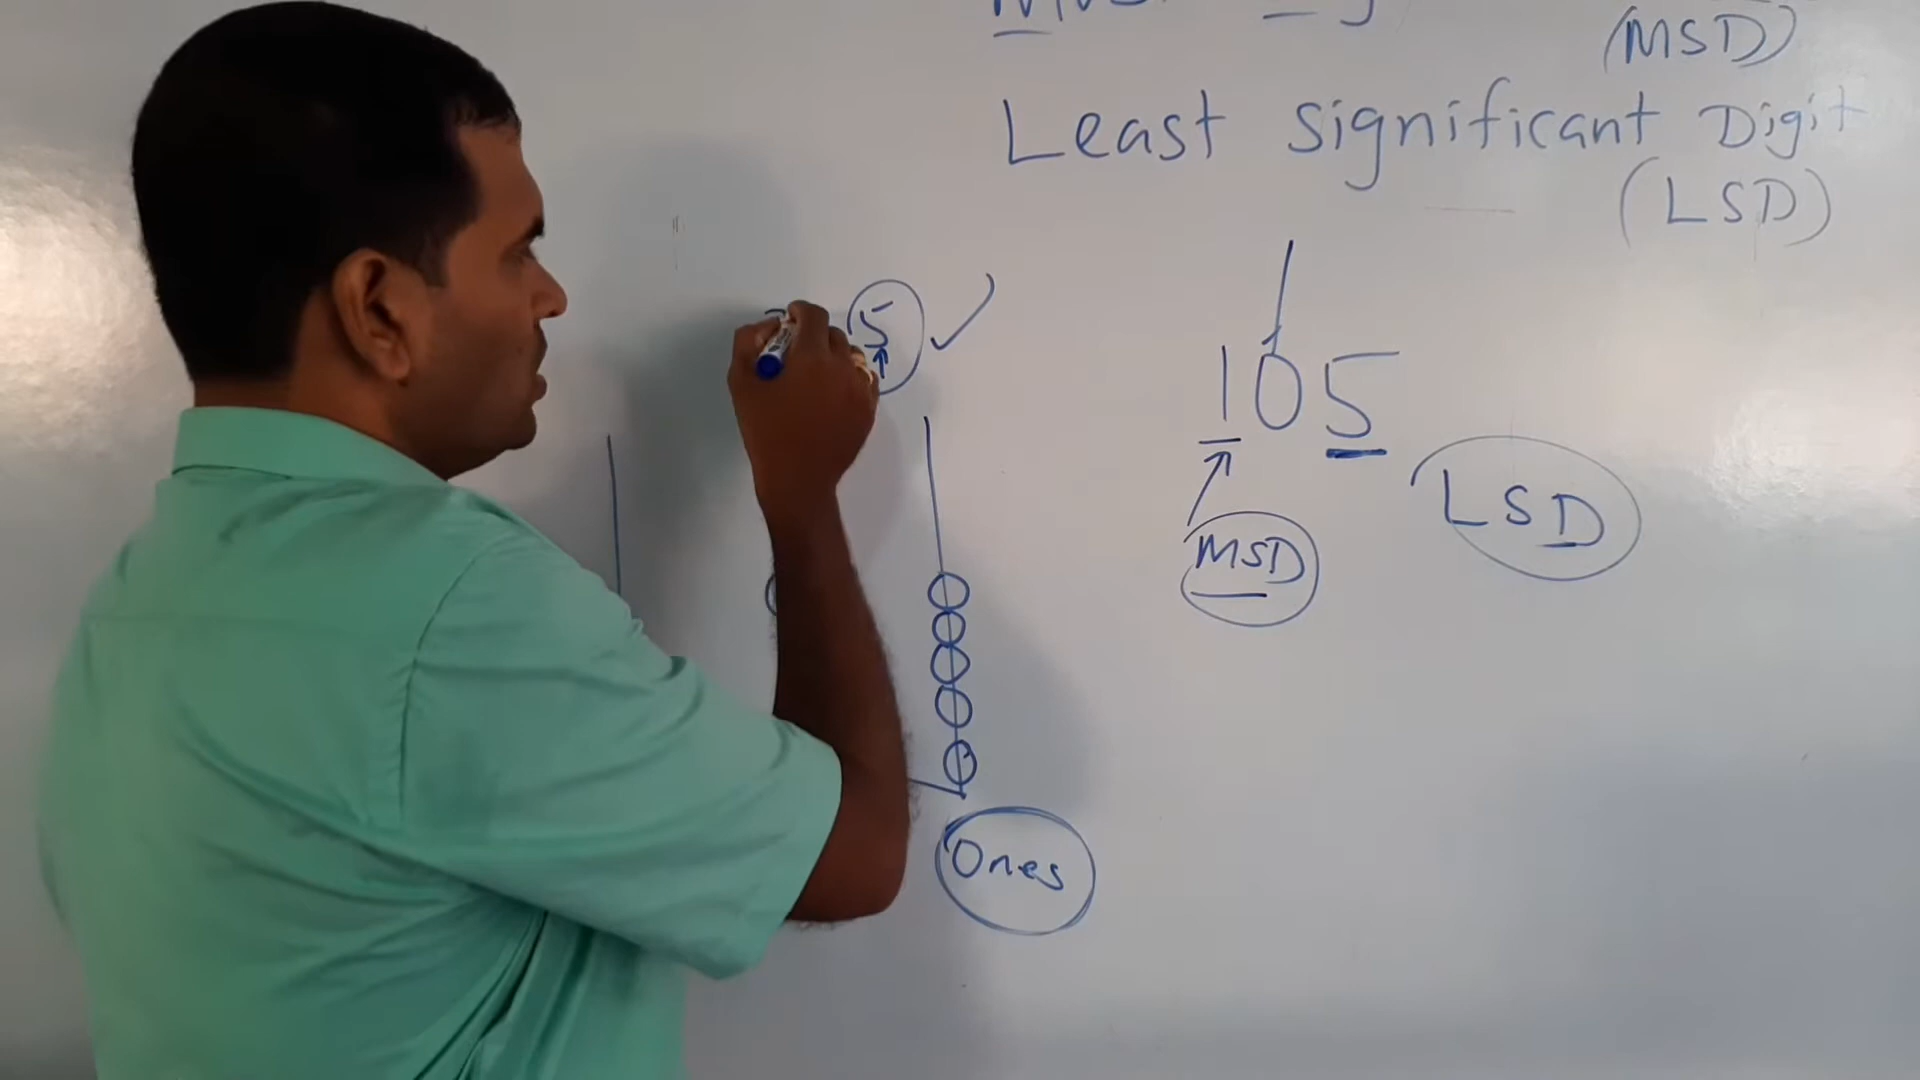 (MSD)
Least significant Digit
(LSD)
5
105
LSD
MSD
Ones